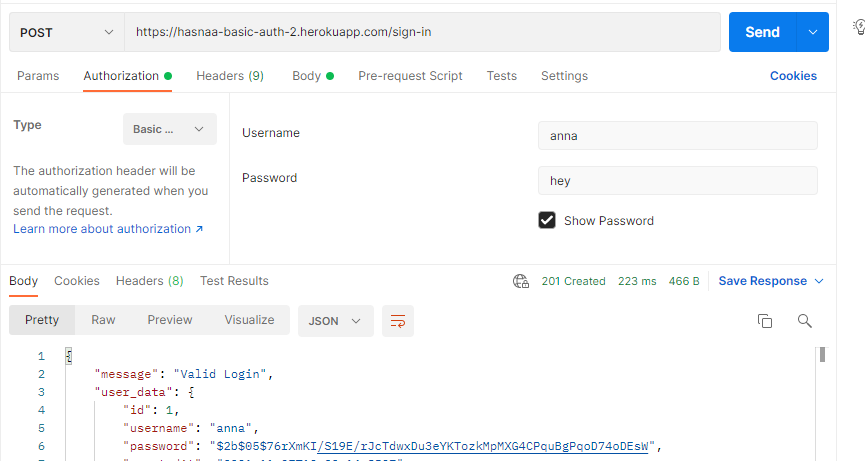 POST https://hasnaa-basic-auth-2.herokuapp.com/sign-in Send
Params Authorization Headers (9) Body Pre-request Script Tests Settings Cookies
Type Basic ...
The authorization header will be
automatically generated when you
send the request.
Learn more about authorization ↗
Username anna
Password hey
Show Password
Body Cookies Headers (8) Test Results 201 Created 223 ms 466 B Save Response
Pretty Raw Preview Visualize JSON
1 {
2 "message": "Valid Login",
3 "user_data": {
4 "id": 1,
5 "username": "anna",
6 "password": "$2b$05$76rXmKI/S19E/rJcTdwxDu3eYKTozkMpMXG4CPquBgPqoD74oDEsW",